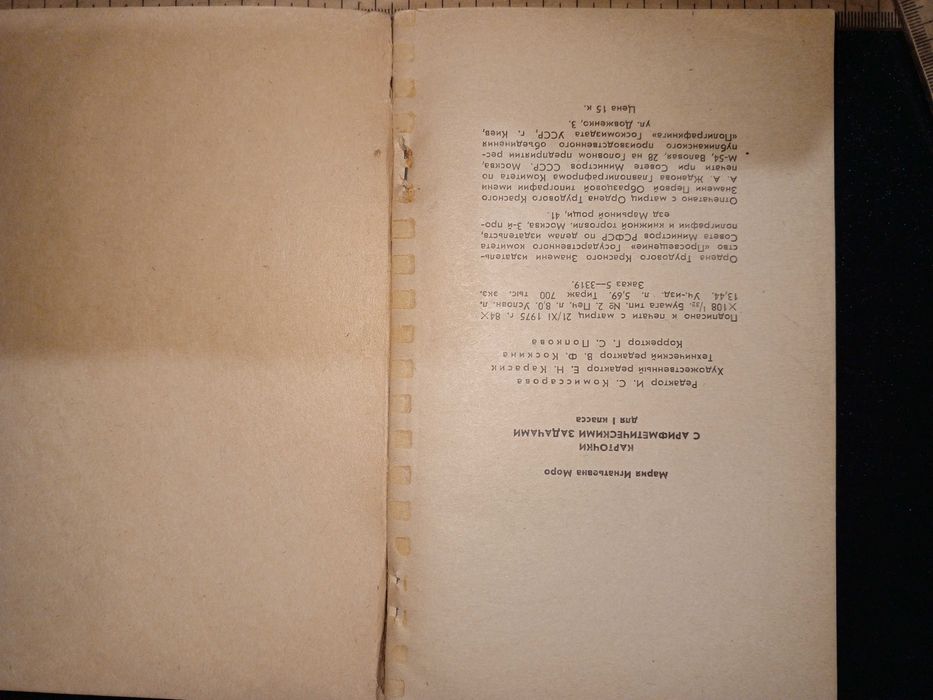 Мария Игнатьевна Моро
КАРТОЧКИ
С АРИФМЕТИЧЕСКИМИ ЗАДАЧАМИ
для I класса
Редактор И. С. Комиссарова
Художественный редактор Е. Н. Карасик
Технический редактор В. Ф. Коскина
Корректор Г. С. Попкова
Подписано к печати с матриц 21/XI 1975 г. 84×
×108 1/32. Бумага тип. № 2. Печ. л. 8,0. Условн. л.
13,44. Уч.-изд. л. 5,69. Тираж 700 тыс. экз.
Заказ 5—3319.
Ордена Трудового Красного Знамени издатель-
ство «Просвещение» Государственного комитета
Совета Министров РСФСР по делам издательств,
полиграфии и книжной торговли. Москва, 3-й про-
езд Марьиной рощи, 41.
Отпечатано с матриц Ордена Трудового Красного
Знамени Первой Образцовой типографии имени
А. А. Жданова Главполиграфпрома Комитета по
печати при Совете Министров СССР, Москва,
М-54, Валовая, 28 на Головном предприятии рес-
публиканского производственного объединения
«Полиграфкнига» Госкомиздата УССР, г. Киев,
ул. Довженко, 3.
Цена 15 к.